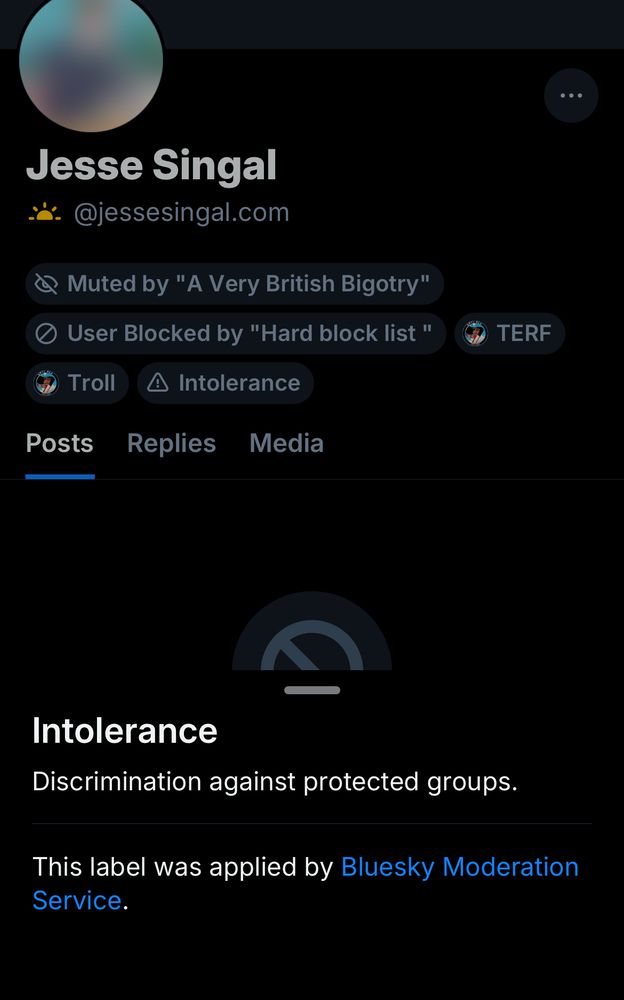 Jesse Singal
@jessesingal.com
Muted by "A Very British Bigotry"
User Blocked by "Hard block list " TERF
Troll Intolerance
Posts Replies Media
Intolerance
Discrimination against protected groups.
This label was applied by Bluesky Moderation
Service.